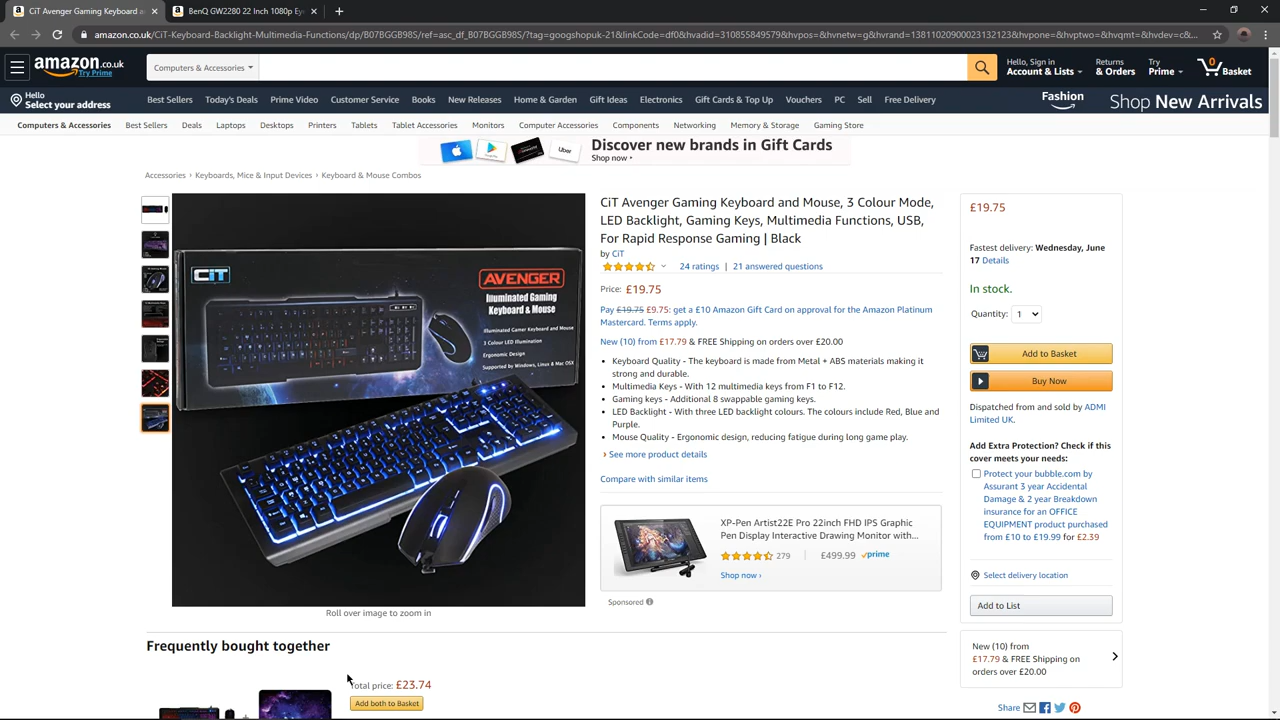 CiT Avenger Gaming Keyboard an
BenQ GW2280 22 Inch 1080p Ey
amazon.co.uk/CiT-Keyboard-Backlight-Multimedia-Functions/dp/B07BGGB98S/ref=asc_df_B07BGGB98S/?tag=googshopuk-21&linkCode=df0&hvadid=310855849579&hvpos=&hvnetw=g&hvrand=13811020900023132123&hvpone=&hvptwo=&hvqmt=&hvdev=c&...
amazon.co.uk
Try Prime
Computers & Accessories
Hello, Sign in
Account & Lists
Returns
& Orders
Try
Prime
0
Basket
Hello
Select your address
Best Sellers Today's Deals Prime Video Customer Service Books New Releases Home & Garden Gift Ideas Electronics Gift Cards & Top Up Vouchers PC Sell Free Delivery
Fashion
Shop New Arrivals
Computers & Accessories Best Sellers Deals Laptops Desktops Printers Tablets Tablet Accessories Monitors Computer Accessories Components Networking Memory & Storage Gaming Store
Uber
Discover new brands in Gift Cards
Shop now ›
Accessories › Keyboards, Mice & Input Devices › Keyboard & Mouse Combos
CiT
AVENGER
Illuminated Gaming
Keyboard & Mouse
Illuminated Gamer Keyboard and Mouse
3 Colour LED Illumination
Ergonomic Design
Supported by Windows, Linux & Mac OSX
Roll over image to zoom in
CiT Avenger Gaming Keyboard and Mouse, 3 Colour Mode,
LED Backlight, Gaming Keys, Multimedia Functions, USB,
For Rapid Response Gaming | Black
by CiT
24 ratings | 21 answered questions
Price: £19.75
Pay £19.75 £9.75: get a £10 Amazon Gift Card on approval for the Amazon Platinum
Mastercard. Terms apply.
New (10) from £17.79 & FREE Shipping on orders over £20.00
• Keyboard Quality - The keyboard is made from Metal + ABS materials making it
strong and durable.
• Multimedia Keys - With 12 multimedia keys from F1 to F12.
• Gaming keys - Additional 8 swappable gaming keys.
• LED Backlight - With three LED backlight colours. The colours include Red, Blue and
Purple.
• Mouse Quality - Ergonomic design, reducing fatigue during long game play.
› See more product details
Compare with similar items
XP-Pen Artist22E Pro 22inch FHD IPS Graphic
Pen Display Interactive Drawing Monitor with...
279 | £499.99 prime
Shop now ›
Sponsored
£19.75
Fastest delivery: Wednesday, June
17 Details
In stock.
Quantity: 1
Add to Basket
Buy Now
Dispatched from and sold by ADMI
Limited UK.
Add Extra Protection? Check if this
cover meets your needs:
Protect your bubble.com by
Assurant 3 year Accidental
Damage & 2 year Breakdown
insurance for an OFFICE
EQUIPMENT product purchased
from £10 to £19.99 for £2.39
Select delivery location
Add to List
New (10) from
£17.79 & FREE Shipping on
orders over £20.00
Share
Frequently bought together
Total price: £23.74
Add both to Basket